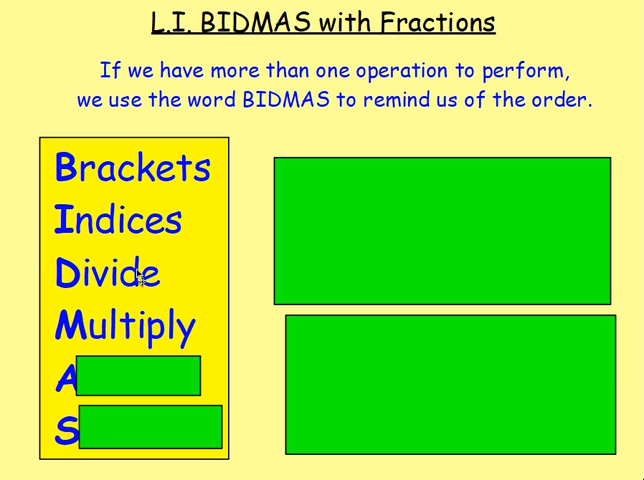 L.I. BIDMAS with Fractions
If we have more than one operation to perform,
we use the word BIDMAS to remind us of the order.
Brackets
Indices
Divide
Multiply
A
S